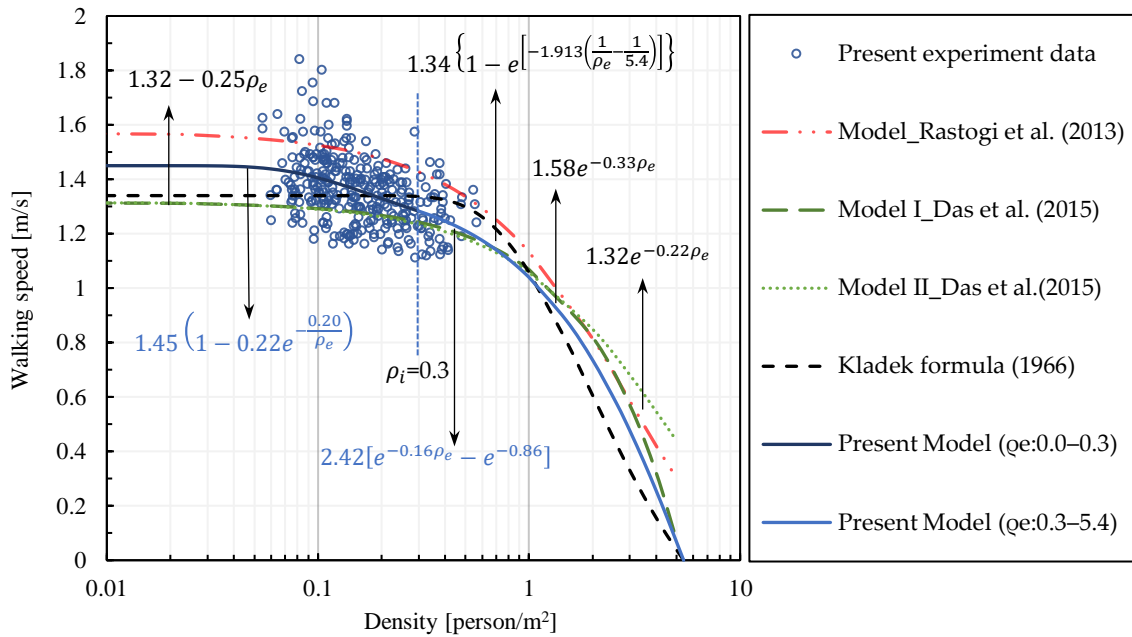 2
1.8
1.6
1.4
1.2
1
0.8
0.6
0.4
0.2
0
Walking speed [m/s]
0.01
0.1
1
10
Density [person/m²]
1.32 − 0.25ρₑ
1.34 {1 − e^[−1.913(1/ρₑ − 1/5.4)]}
1.58e^(−0.33ρₑ)
1.32e^(−0.22ρₑ)
1.45 (1 − 0.22e^(−0.20/ρₑ))
ρᵢ=0.3
2.42[e^(−0.16ρₑ) − e^(−0.86)]
Present experiment data
Model_Rastogi et al. (2013)
Model I_Das et al. (2015)
Model II_Das et al.(2015)
Kladek formula (1966)
Present Model (ϱe:0.0–0.3)
Present Model (ϱe:0.3–5.4)